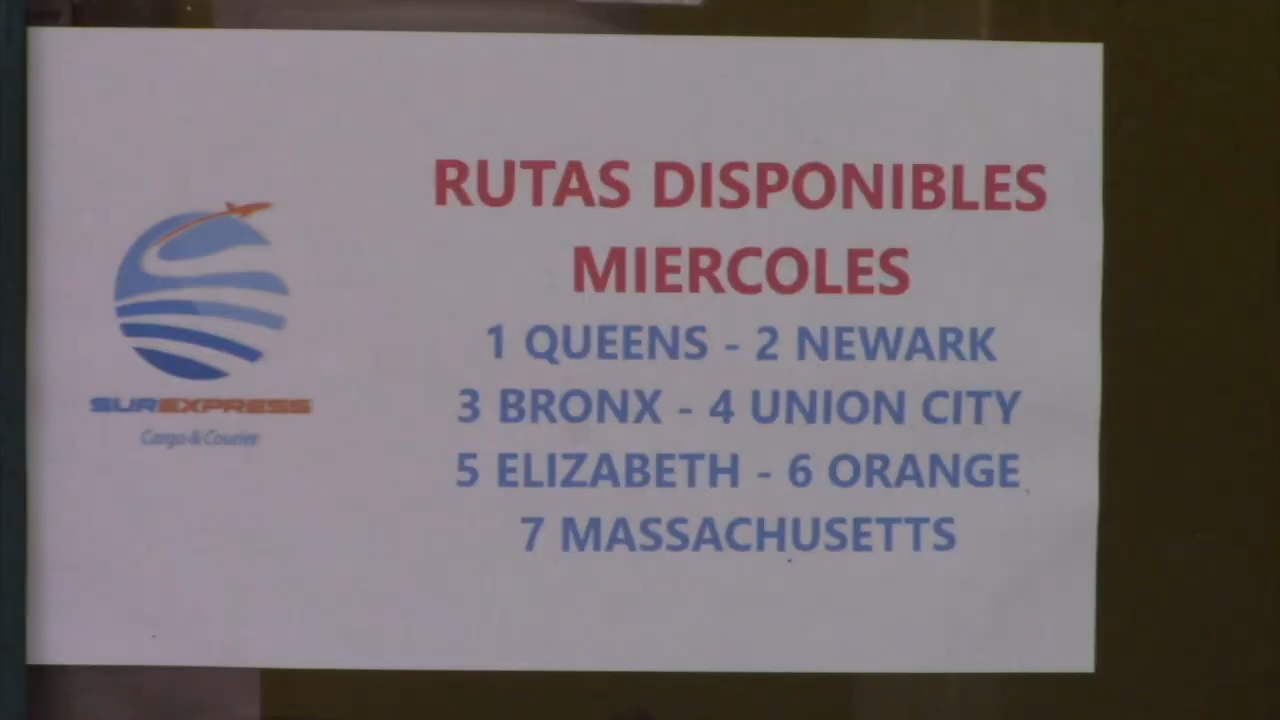 RUTAS DISPONIBLES
MIERCOLES
1 QUEENS - 2 NEWARK
3 BRONX - 4 UNION CITY
5 ELIZABETH - 6 ORANGE
7 MASSACHUSETTS
SUREXPRESS
Cargo & Courier